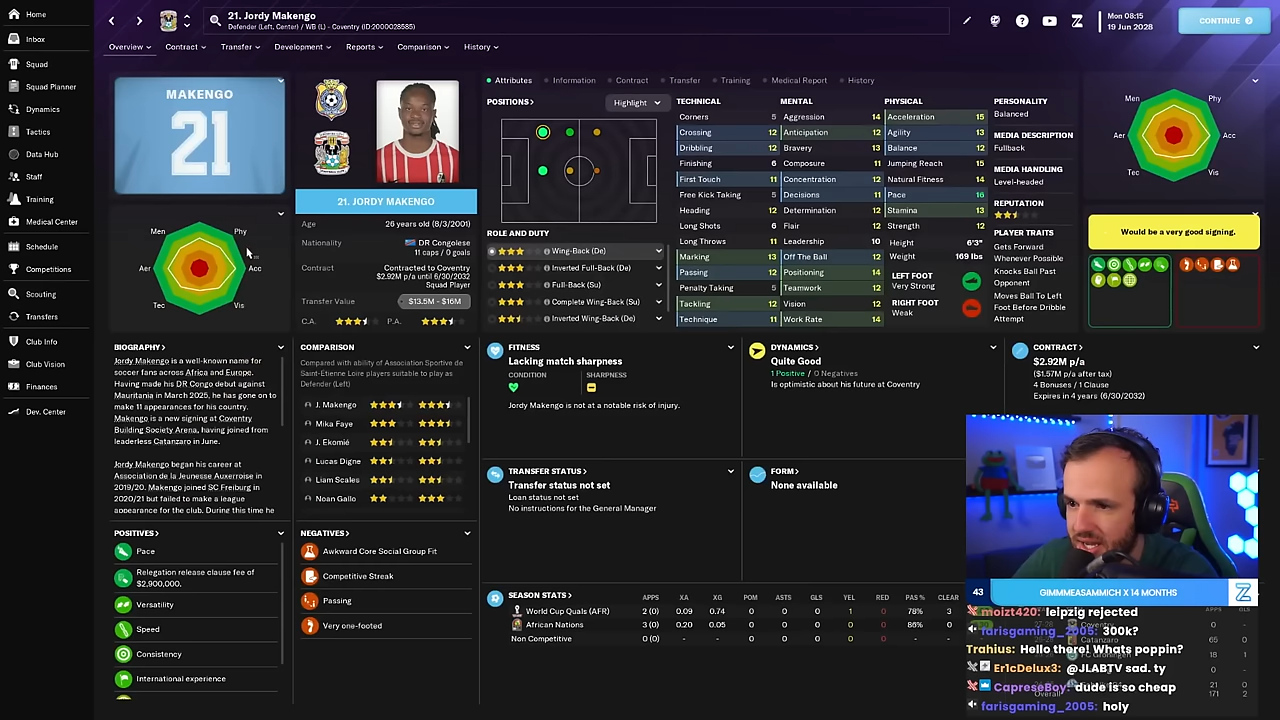 Home
Inbox
Squad
Squad Planner
Dynamics
Tactics
Data Hub
Staff
Training
Medical Center
Schedule
Competitions
Scouting
Transfers
Club Info
Club Vision
Finances
Dev. Center
21. Jordy Makengo
Defender (Left, Center) / WB (L) - Coventry (ID:2000028585)
Mon 08:15
19 Jun 2028
CONTINUE
Overview
Contract
Transfer
Development
Reports
Comparison
History
MAKENGO
21
Men
Phy
Aer
Acc
Tec
Vis
21. JORDY MAKENGO
Age
26 years old (8/3/2001)
Nationality
DR Congolese
11 caps / 0 goals
Contract
Contracted to Coventry
$2.92M p/a until 6/30/2032
Squad Player
Transfer Value
$13.5M - $16M
C.A.
P.A.
Attributes
Information
Contract
Transfer
Training
Medical Report
History
POSITIONS
Highlight
ROLE AND DUTY
Wing-Back (De)
Inverted Full-Back (De)
Full-Back (Su)
Complete Wing-Back (Su)
Inverted Wing-Back (De)
TECHNICAL
Corners 5
Crossing 12
Dribbling 12
Finishing 6
First Touch 11
Free Kick Taking 5
Heading 12
Long Shots 6
Long Throws 11
Marking 13
Passing 12
Penalty Taking 5
Tackling 12
Technique 11
MENTAL
Aggression 14
Anticipation 12
Bravery 13
Composure 11
Concentration 12
Decisions 11
Determination 12
Flair 12
Leadership 10
Off The Ball 12
Positioning 14
Teamwork 12
Vision 12
Work Rate 14
PHYSICAL
Acceleration 15
Agility 13
Balance 12
Jumping Reach 15
Natural Fitness 14
Pace 16
Stamina 13
Strength 12
Height 6'3"
Weight 169 lbs
LEFT FOOT
Very Strong
RIGHT FOOT
Weak
PERSONALITY
Balanced
MEDIA DESCRIPTION
Fullback
MEDIA HANDLING
Level-headed
REPUTATION
PLAYER TRAITS
Gets Forward
Whenever Possible
Knocks Ball Past
Opponent
Moves Ball To Left
Foot Before Dribble
Attempt
Men
Phy
Aer
Acc
Tec
Vis
Would be a very good signing.
BIOGRAPHY
Jordy Makengo is a well-known name for
soccer fans across Africa and Europe.
Having made his DR Congo debut against
Mauritania in March 2025, he has gone on to
make 11 appearances for his country.
Makengo is a new signing at Coventry
Building Society Arena, having joined from
leaderless Catanzaro in June.
Jordy Makengo began his career at
Association de la Jeunesse Auxerroise in
2019/20. Makengo joined SC Freiburg in
2020/21 but failed to make a league
appearance for the club. During this time he
COMPARISON
Compared with ability of Association Sportive de
Saint-Étienne Loire players suitable to play as
Defender (Left)
J. Makengo
Mika Faye
J. Ekomié
Lucas Digne
Liam Scales
Noan Gallo
FITNESS
Lacking match sharpness
CONDITION
SHARPNESS
Jordy Makengo is not at a notable risk of injury.
DYNAMICS
Quite Good
1 Positive / 0 Negatives
Is optimistic about his future at Coventry
CONTRACT
$2.92M p/a
($1.57M p/a after tax)
4 Bonuses / 1 Clause
Expires in 4 years (6/30/2032)
TRANSFER STATUS
Transfer status not set
Loan status not set
No instructions for the General Manager
FORM
None available
POSITIVES
Pace
Relegation release clause fee of
$2,900,000.
Versatility
Speed
Consistency
International experience
NEGATIVES
Awkward Core Social Group Fit
Competitive Streak
Passing
Very one-footed
SEASON STATS
APPS XA XG POM ASTS GLS YEL RED PAS % CLEAR
World Cup Quals (AFR) 2 (0) 0.09 0.74 0 0 0 1 0 78% 3
African Nations 3 (0) 0.20 0.05 0 0 0 0 0 86% 0
Non Competitive 0 (0) - - 0 0 0 0 0 - -
43
GIMMMEASAMMICH X 14 MONTHS
moizt420: leipzig rejected
farisgaming_2005: 300k?
Trahius: Hello there! Whats poppin?
Er1cDelux3: @JLABTV sad. ty
CapreseBoy: dude is so cheap
farisgaming_2005: holy